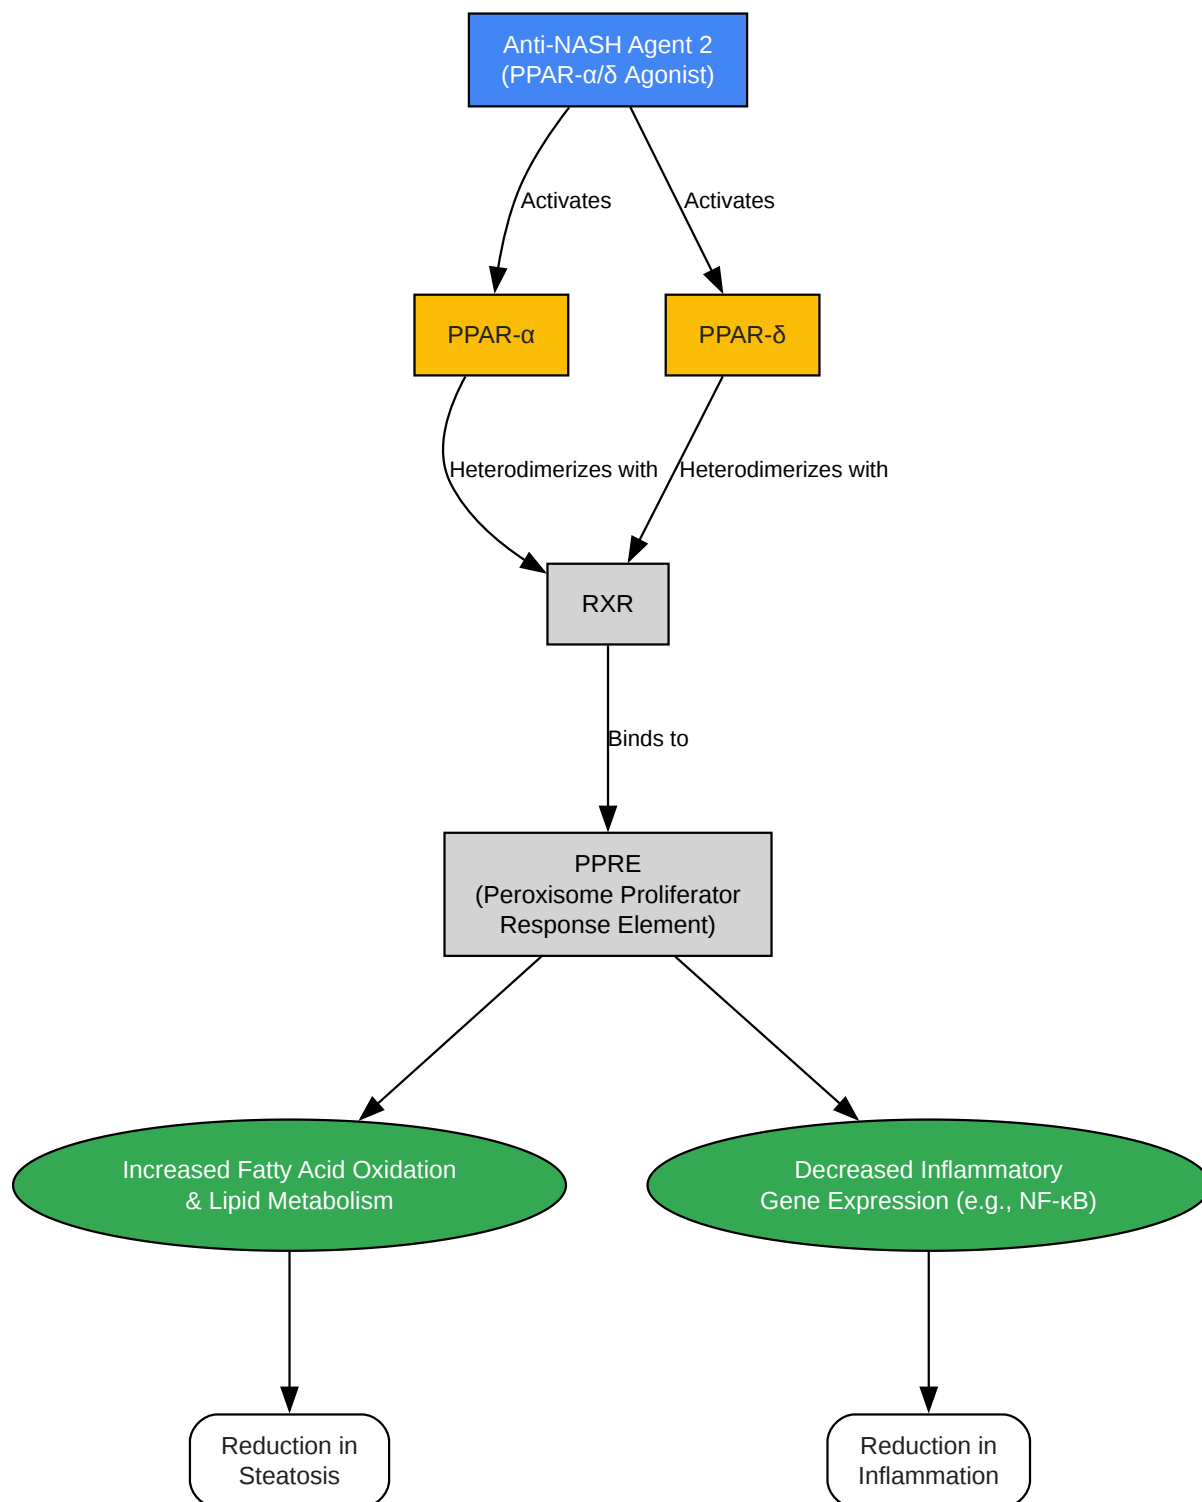 Anti-NASH Agent 2
(PPAR-α/δ Agonist)
Activates
Activates
PPAR-α
PPAR-δ
Heterodimerizes with
Heterodimerizes with
RXR
Binds to
PPRE
(Peroxisome Proliferator
Response Element)
Increased Fatty Acid Oxidation
& Lipid Metabolism
Decreased Inflammatory
Gene Expression (e.g., NF-κB)
Reduction in
Steatosis
Reduction in
Inflammation